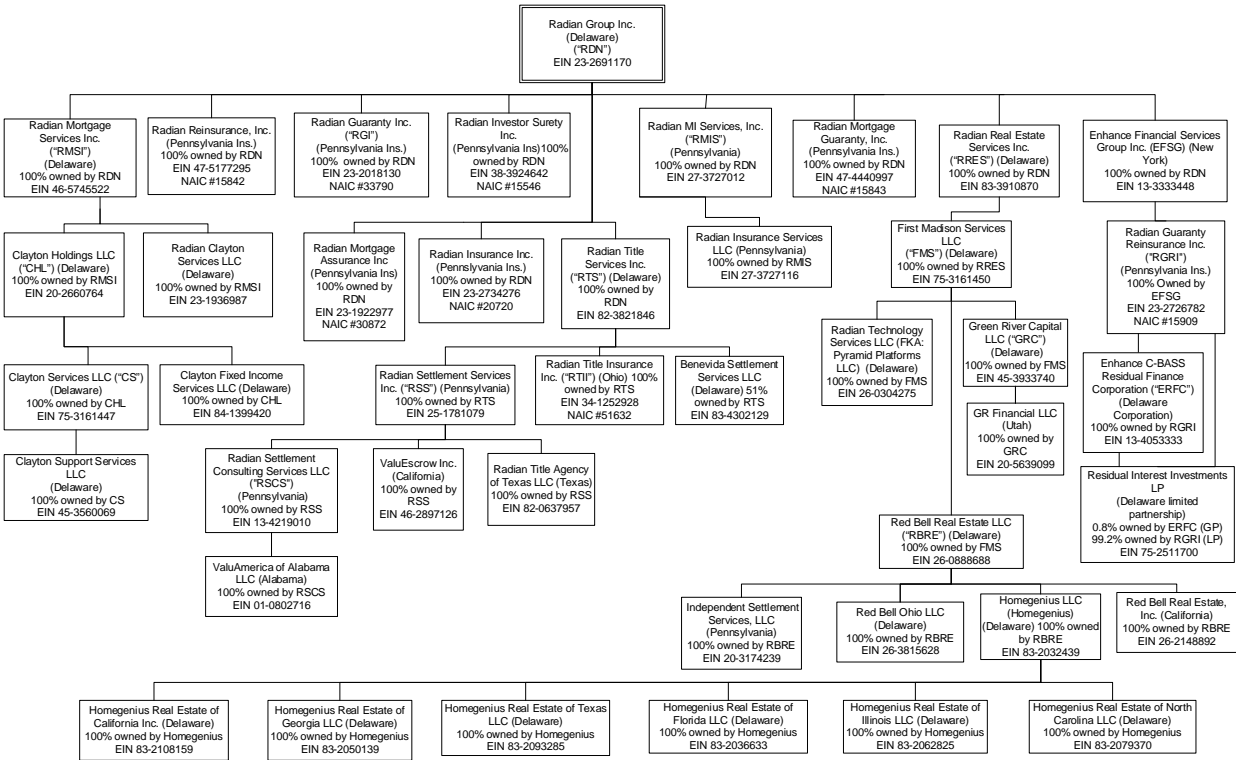 Radian Group Inc.
(Delaware)
("RDN")
EIN 23-2691170
Radian Mortgage
Services Inc.
("RMSI")
(Delaware)
100% owned by RDN
EIN 46-5745522
Radian Reinsurance, Inc.
(Pennsylvania Ins.)
100% owned by RDN
EIN 47-5177295
NAIC #15842
Radian Guaranty Inc.
("RGI")
(Pennsylvania Ins.)
100% owned by RDN
EIN 23-2018130
NAIC #33790
Radian Investor Surety
Inc.
(Pennsylvania Ins)100%
owned by RDN
EIN 38-3924642
NAIC #15546
Radian MI Services, Inc.
("RMIS")
(Pennsylvania)
100% owned by RDN
EIN 27-3727012
Radian Mortgage
Guaranty, Inc.
(Pennsylvania Ins.)
100% owned by RDN
EIN 47-4440997
NAIC #15843
Radian Real Estate
Services Inc.
("RRES") (Delaware)
100% owned by RDN
EIN 83-3910870
Enhance Financial Services
Group Inc. (EFSG) (New
York)
100% owned by RDN
EIN 13-3333448
Clayton Holdings LLC
("CHL") (Delaware)
100% owned by RMSI
EIN 20-2660764
Radian Clayton
Services LLC
(Delaware)
100% owned by RMSI
EIN 23-1936987
Radian Mortgage
Assurance Inc
(Pennsylvania Ins)
100% owned by
RDN
EIN 23-1922977
NAIC #30872
Radian Insurance Inc.
(Pennsylvania Ins.)
100% owned by RDN
EIN 23-2734276
NAIC #20720
Radian Title
Services Inc.
("RTS") (Delaware)
100% owned by
RDN
EIN 82-3821846
Radian Insurance Services
LLC (Pennsylvania)
100% owned by RMIS
EIN 27-3727116
First Madison Services
LLC
("FMS") (Delaware)
100% owned by RRES
EIN 75-3161450
Radian Guaranty
Reinsurance Inc.
("RGRI")
(Pennsylvania Ins.)
100% Owned by
EFSG
EIN 23-2726782
NAIC #15909
Clayton Services LLC ("CS")
(Delaware)
100% owned by CHL
EIN 75-3161447
Clayton Fixed Income
Services LLC (Delaware)
100% owned by CHL
EIN 84-1399420
Radian Settlement Services
Inc. ("RSS") (Pennsylvania)
100% owned by RTS
EIN 25-1781079
Radian Title Insurance
Inc. ("RTII") (Ohio) 100%
owned by RTS
EIN 34-1252928
NAIC #51632
Benevida Settlement
Services LLC
(Delaware) 51%
owned by RTS
EIN 83-4302129
Radian Technology
Services LLC (FKA:
Pyramid Platforms
LLC) (Delaware)
100% owned by FMS
EIN 26-0304275
Green River Capital
LLC ("GRC")
(Delaware)
100% owned by FMS
EIN 45-3933740
Enhance C-BASS
Residual Finance
Corporation ("ERFC")
(Delaware
Corporation)
100% owned by RGRI
EIN 13-4053333
Clayton Support Services
LLC
(Delaware)
100% owned by CS
EIN 45-3560069
Radian Settlement
Consulting Services LLC
("RSCS")
(Pennsylvania)
100% owned by RSS
EIN 13-4219010
ValuEscrow Inc.
(California)
100% owned by
RSS
EIN 46-2897126
Radian Title Agency
of Texas LLC (Texas)
100% owned by RSS
EIN 82-0637957
GR Financial LLC
(Utah)
100% owned by
GRC
EIN 20-5639099
Residual Interest Investments
LP
(Delaware limited
partnership)
0.8% owned by ERFC (GP)
99.2% owned by RGRI (LP)
EIN 75-2511700
Red Bell Real Estate LLC
("RBRE") (Delaware)
100% owned by FMS
EIN 26-0888688
ValuAmerica of Alabama
LLC (Alabama)
100% owned by RSCS
EIN 01-0802716
Independent Settlement
Services, LLC
(Pennsylvania)
100% owned by RBRE
EIN 20-3174239
Red Bell Ohio LLC
(Delaware)
100% owned by RBRE
EIN 26-3815628
Homegenius LLC
(Homegenius)
(Delaware) 100% owned
by RBRE
EIN 83-2032439
Red Bell Real Estate,
Inc. (California)
100% owned by RBRE
EIN 26-2148892
Homegenius Real Estate of
California Inc. (Delaware)
100% owned by Homegenius
EIN 83-2108159
Homegenius Real Estate of
Georgia LLC (Delaware)
100% owned by Homegenius
EIN 83-2050139
Homegenius Real Estate of Texas
LLC (Delaware)
100% owned by Homegenius
EIN 83-2093285
Homegenius Real Estate of
Florida LLC (Delaware)
100% owned by Homegenius
EIN 83-2036633
Homegenius Real Estate of
Illinois LLC (Delaware)
100% owned by Homegenius
EIN 83-2062825
Homegenius Real Estate of North
Carolina LLC (Delaware)
100% owned by Homegenius
EIN 83-2079370